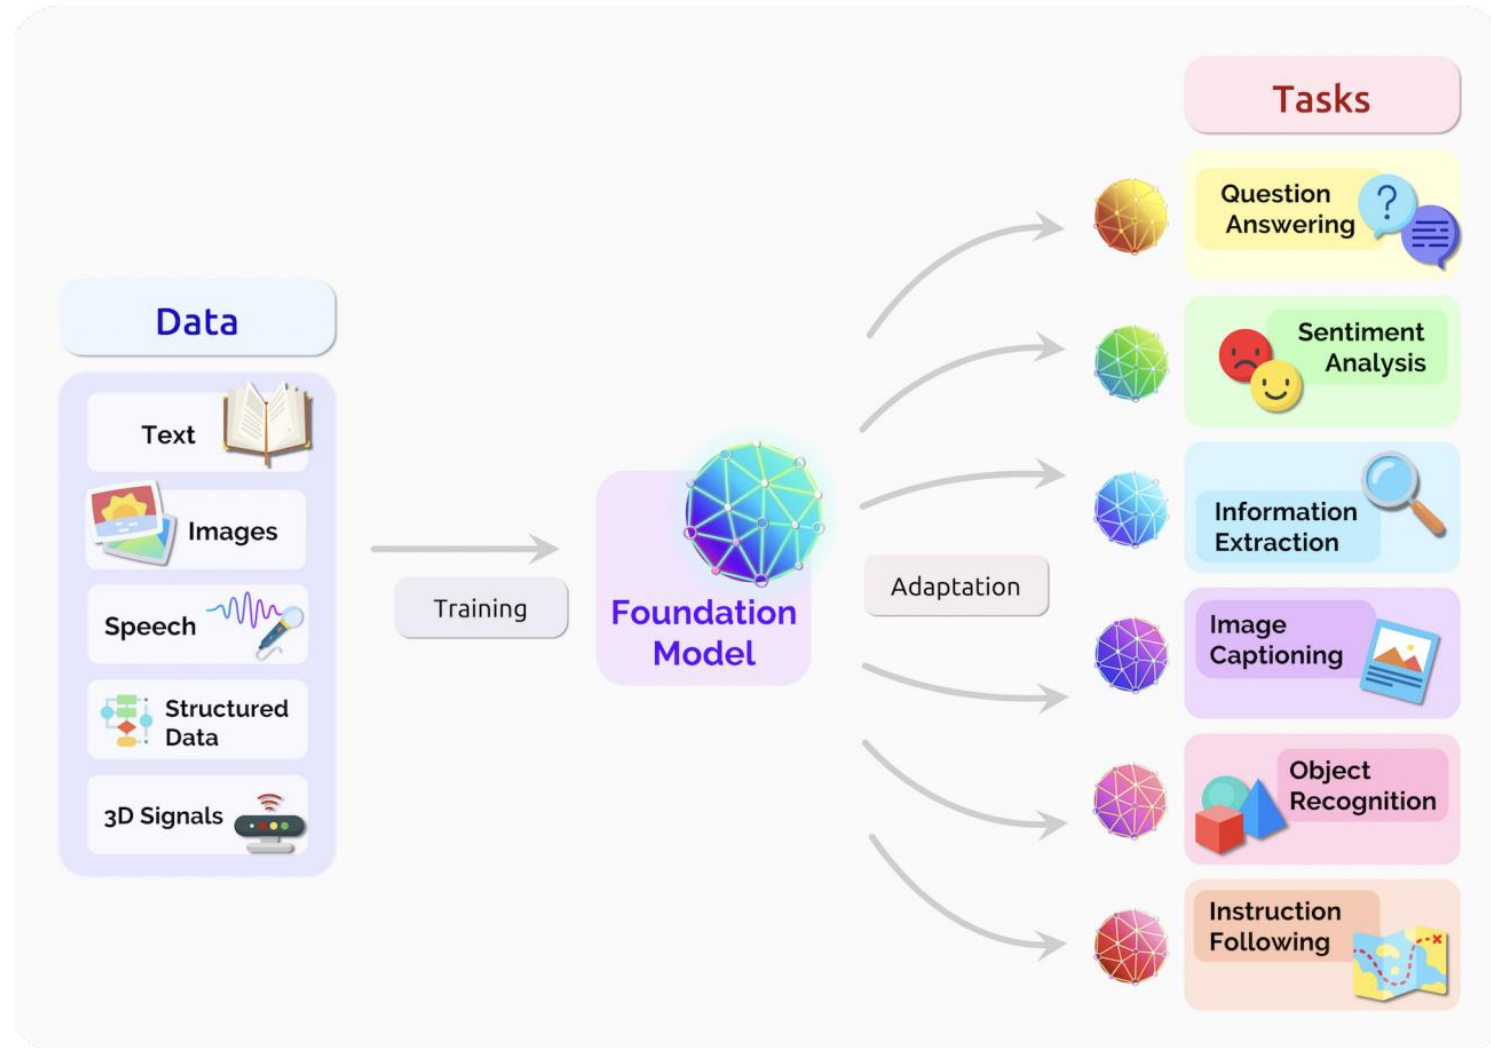 Data
Text
Images
Speech
Structured
Data
3D Signals
Training
Foundation
Model
Adaptation
Tasks
Question
Answering
?
Sentiment
Analysis
Information
Extraction
Image
Captioning
Object
Recognition
Instruction
Following